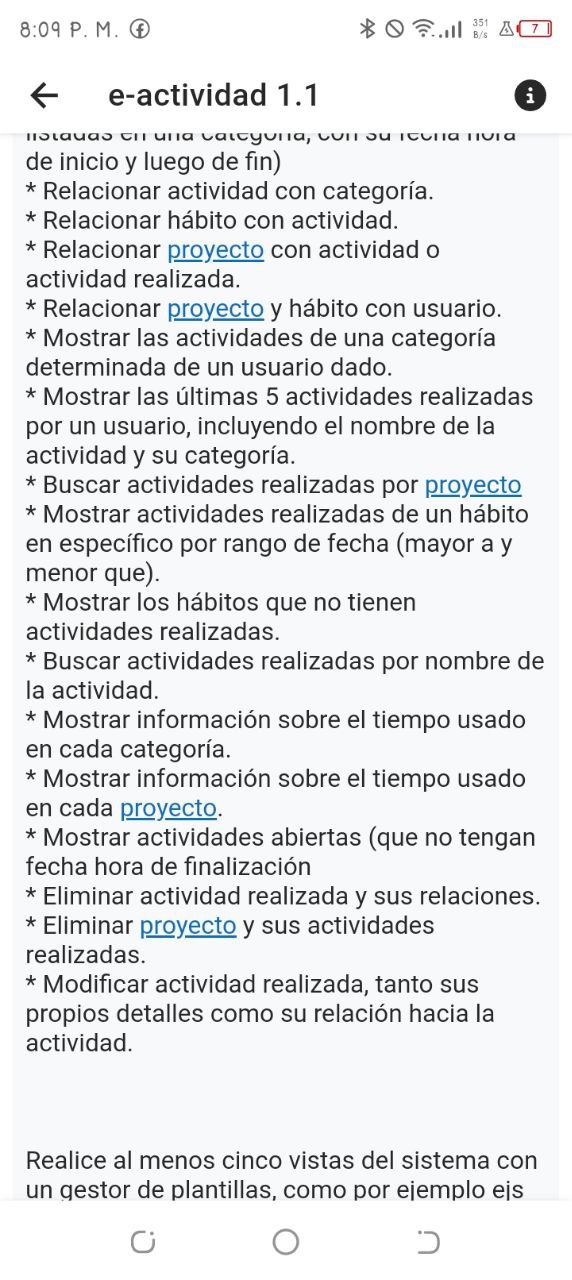 8:09 P. M.
351 B/s
7
e-actividad 1.1
listadas en una categoría, con su fecha hora
de inicio y luego de fin)
* Relacionar actividad con categoría.
* Relacionar hábito con actividad.
* Relacionar proyecto con actividad o
actividad realizada.
* Relacionar proyecto y hábito con usuario.
* Mostrar las actividades de una categoría
determinada de un usuario dado.
* Mostrar las últimas 5 actividades realizadas
por un usuario, incluyendo el nombre de la
actividad y su categoría.
* Buscar actividades realizadas por proyecto
* Mostrar actividades realizadas de un hábito
en específico por rango de fecha (mayor a y
menor que).
* Mostrar los hábitos que no tienen
actividades realizadas.
* Buscar actividades realizadas por nombre de
la actividad.
* Mostrar información sobre el tiempo usado
en cada categoría.
* Mostrar información sobre el tiempo usado
en cada proyecto.
* Mostrar actividades abiertas (que no tengan
fecha hora de finalización
* Eliminar actividad realizada y sus relaciones.
* Eliminar proyecto y sus actividades
realizadas.
* Modificar actividad realizada, tanto sus
propios detalles como su relación hacia la
actividad.
Realice al menos cinco vistas del sistema con
un gestor de plantillas, como por ejemplo ejs